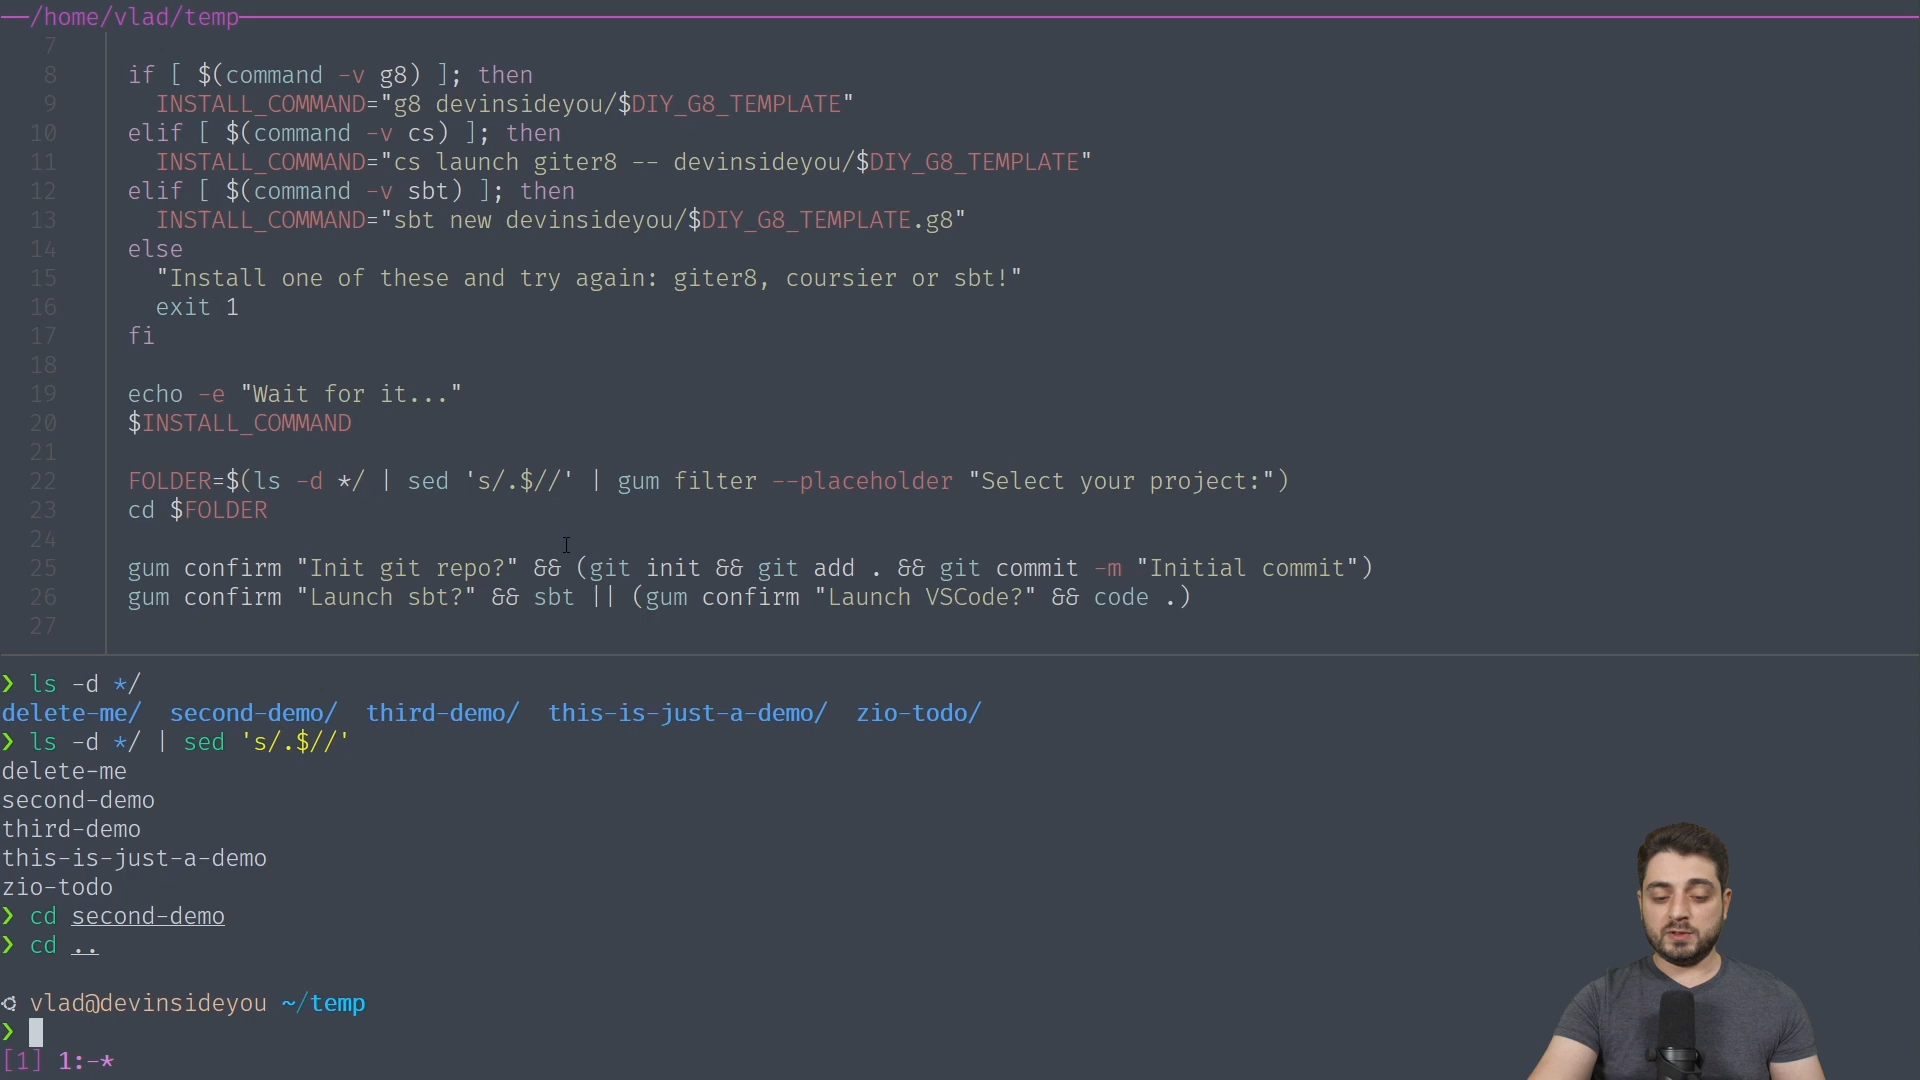 /home/vlad/temp
7
8 if [ $(command -v g8) ]; then
9 INSTALL_COMMAND="g8 devinsideyou/$DIY_G8_TEMPLATE"
10 elif [ $(command -v cs) ]; then
11 INSTALL_COMMAND="cs launch giter8 -- devinsideyou/$DIY_G8_TEMPLATE"
12 elif [ $(command -v sbt) ]; then
13 INSTALL_COMMAND="sbt new devinsideyou/$DIY_G8_TEMPLATE.g8"
14 else
15 "Install one of these and try again: giter8, coursier or sbt!"
16 exit 1
17 fi
18
19 echo -e "Wait for it..."
20 $INSTALL_COMMAND
21
22 FOLDER=$(ls -d */ | sed 's/.$//' | gum filter --placeholder "Select your project:")
23 cd $FOLDER
24
25 gum confirm "Init git repo?" && (git init && git add . && git commit -m "Initial commit")
26 gum confirm "Launch sbt?" && sbt || (gum confirm "Launch VSCode?" && code .)
27
❯ ls -d */
delete-me/ second-demo/ third-demo/ this-is-just-a-demo/ zio-todo/
❯ ls -d */ | sed 's/.$//'
delete-me
second-demo
third-demo
this-is-just-a-demo
zio-todo
❯ cd second-demo
❯ cd ..
vlad@devinsideyou ~/temp
❯
[1] 1:-*